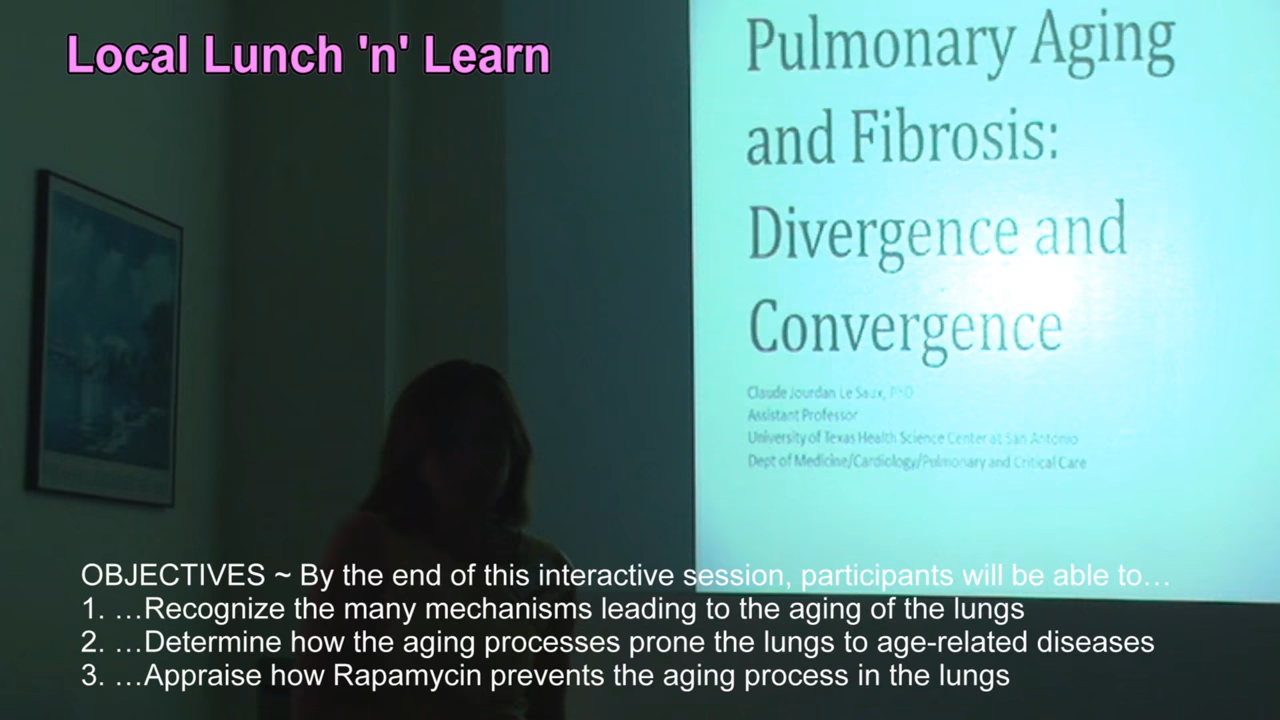 Local Lunch 'n' Learn
Pulmonary Aging
and Fibrosis:
Divergence and
Convergence
Claude Jourdan Le Saux, PhD
Assistant Professor
University of Texas Health Science Center at San Antonio
Dept of Medicine/Cardiology/Pulmonary and Critical Care
OBJECTIVES ~ By the end of this interactive session, participants will be able to…
1. …Recognize the many mechanisms leading to the aging of the lungs
2. …Determine how the aging processes prone the lungs to age-related diseases
3. …Appraise how Rapamycin prevents the aging process in the lungs